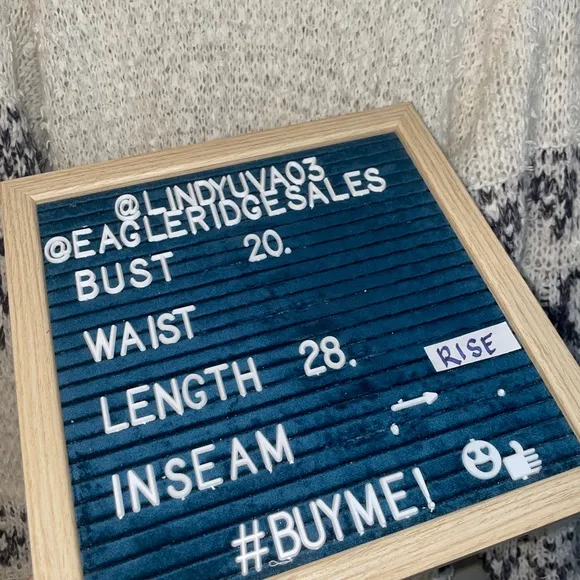 @LINDYUVA03
@EAGLERIDGESALES
BUST 20.
WAIST
LENGTH 28.
RISE
INSEAM
#BUYME!